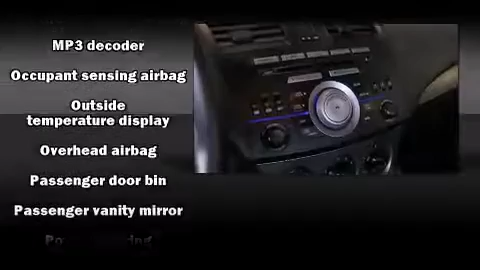 MP3 decoder
Occupant sensing airbag
Outside
temperature display
Overhead airbag
Passenger door bin
Passenger vanity mirror